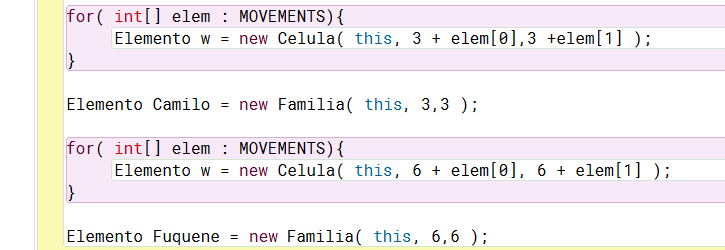 for( int[] elem : MOVEMENTS){
Elemento w = new Celula( this, 3 + elem[0],3 +elem[1] );
}
Elemento Camilo = new Familia( this, 3,3 );
for( int[] elem : MOVEMENTS){
Elemento w = new Celula( this, 6 + elem[0], 6 + elem[1] );
}
Elemento Fuquene = new Familia( this, 6,6 );